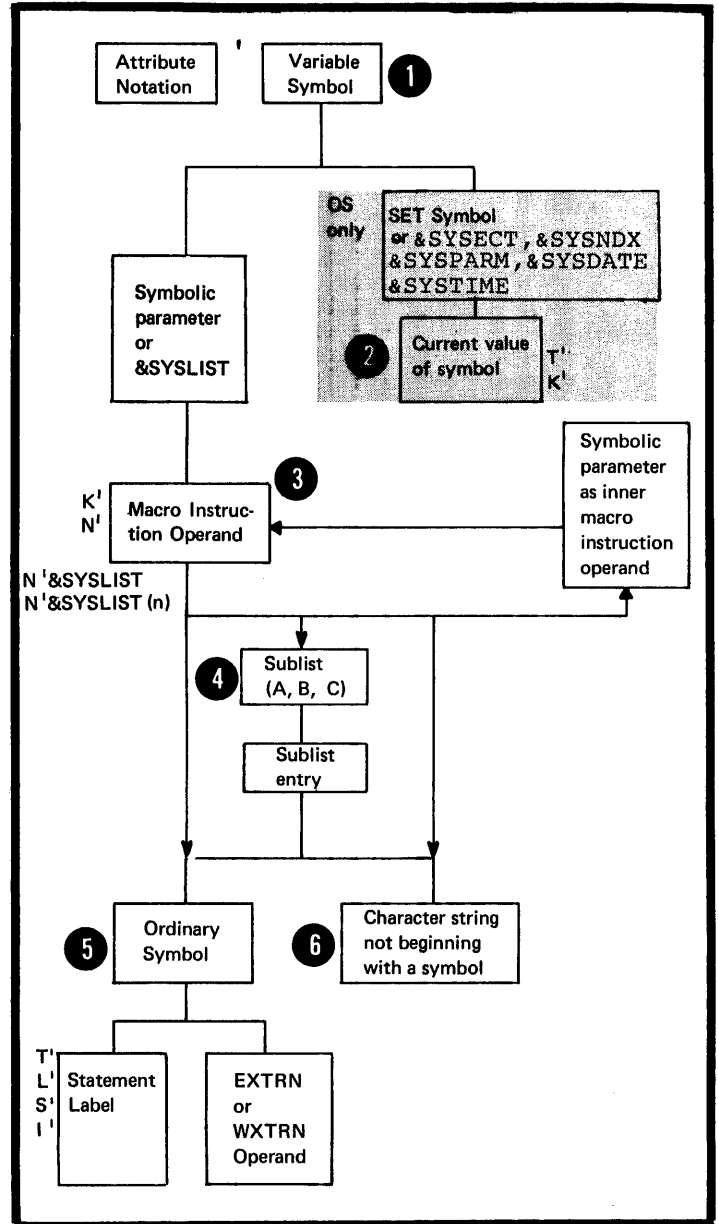 Attribute
Notation
'
Variable
Symbol
1
OS
only
SET Symbol
or &SYSECT,&SYSNDX
&SYSPARM,&SYSDATE
&SYSTIME
Symbolic
parameter
or
&SYSLIST
2
Current value
of symbol
T'
K'
3
K'
N'
Macro Instruc-
tion Operand
Symbolic
parameter
as inner
macro
instruction
operand
N'&SYSLIST
N'&SYSLIST (n)
4
Sublist
(A, B, C)
Sublist
entry
5
Ordinary
Symbol
6
Character string
not beginning
with a symbol
T'
L'
S'
I'
Statement
Label
EXTRN
or
WXTRN
Operand